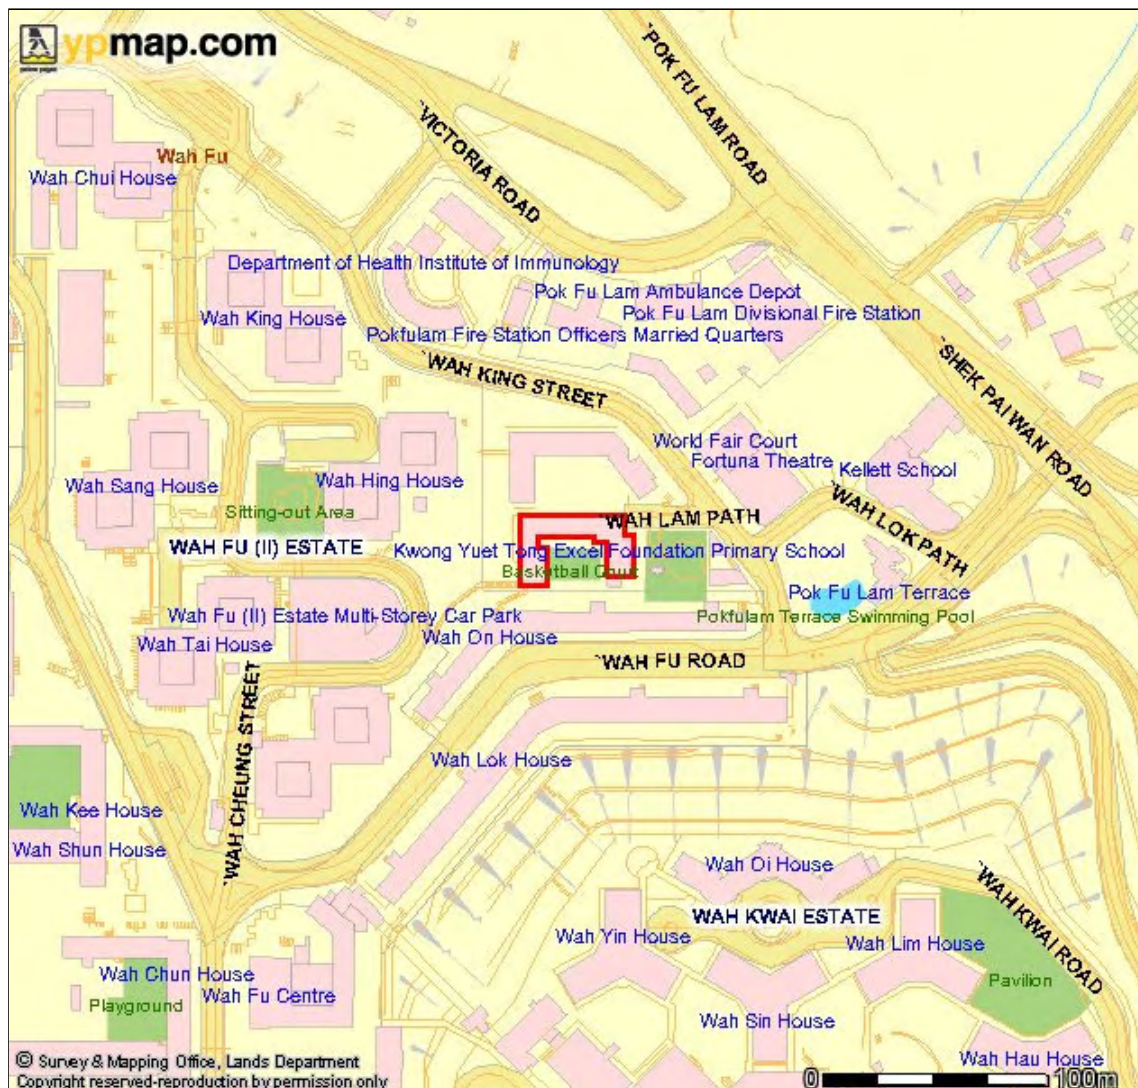 ypmap.com
yellow pages
POK FU LAM ROAD
`VICTORIA ROAD
Wah Fu
Wah Chui House
Department of Health Institute of Immunology
Pok Fu Lam Ambulance Depot
Pok Fu Lam Divisional Fire Station
Wah King House
Pokfulam Fire Station Officers Married Quarters
`WAH KING STREET
`SHEK PAI WAN ROAD
World Fair Court
Fortuna Theatre
Kellett School
Wah Sang House
Wah Hing House
Sitting-out Area
`WAH LAM PATH
`WAH LOK PATH
WAH FU (II) ESTATE
Kwong Yuet Tong Excel Foundation Primary School
Basketball Court
Pok Fu Lam Terrace
Wah Fu (II) Estate Multi-Storey Car Park
Pokfulam Terrace Swimming Pool
Wah On House
Wah Tai House
`WAH FU ROAD
`WAH CHEUNG STREET
Wah Lok House
Wah Kee House
Wah Shun House
Wah Oi House
`WAH KWAI ROAD
WAH KWAI ESTATE
Wah Yin House
Wah Lim House
Wah Chun House
Wah Fu Centre
Playground
Pavilion
Wah Sin House
Wah Hau House
© Survey & Mapping Office, Lands Department
Copyright reserved-reproduction by permission only
0 100m